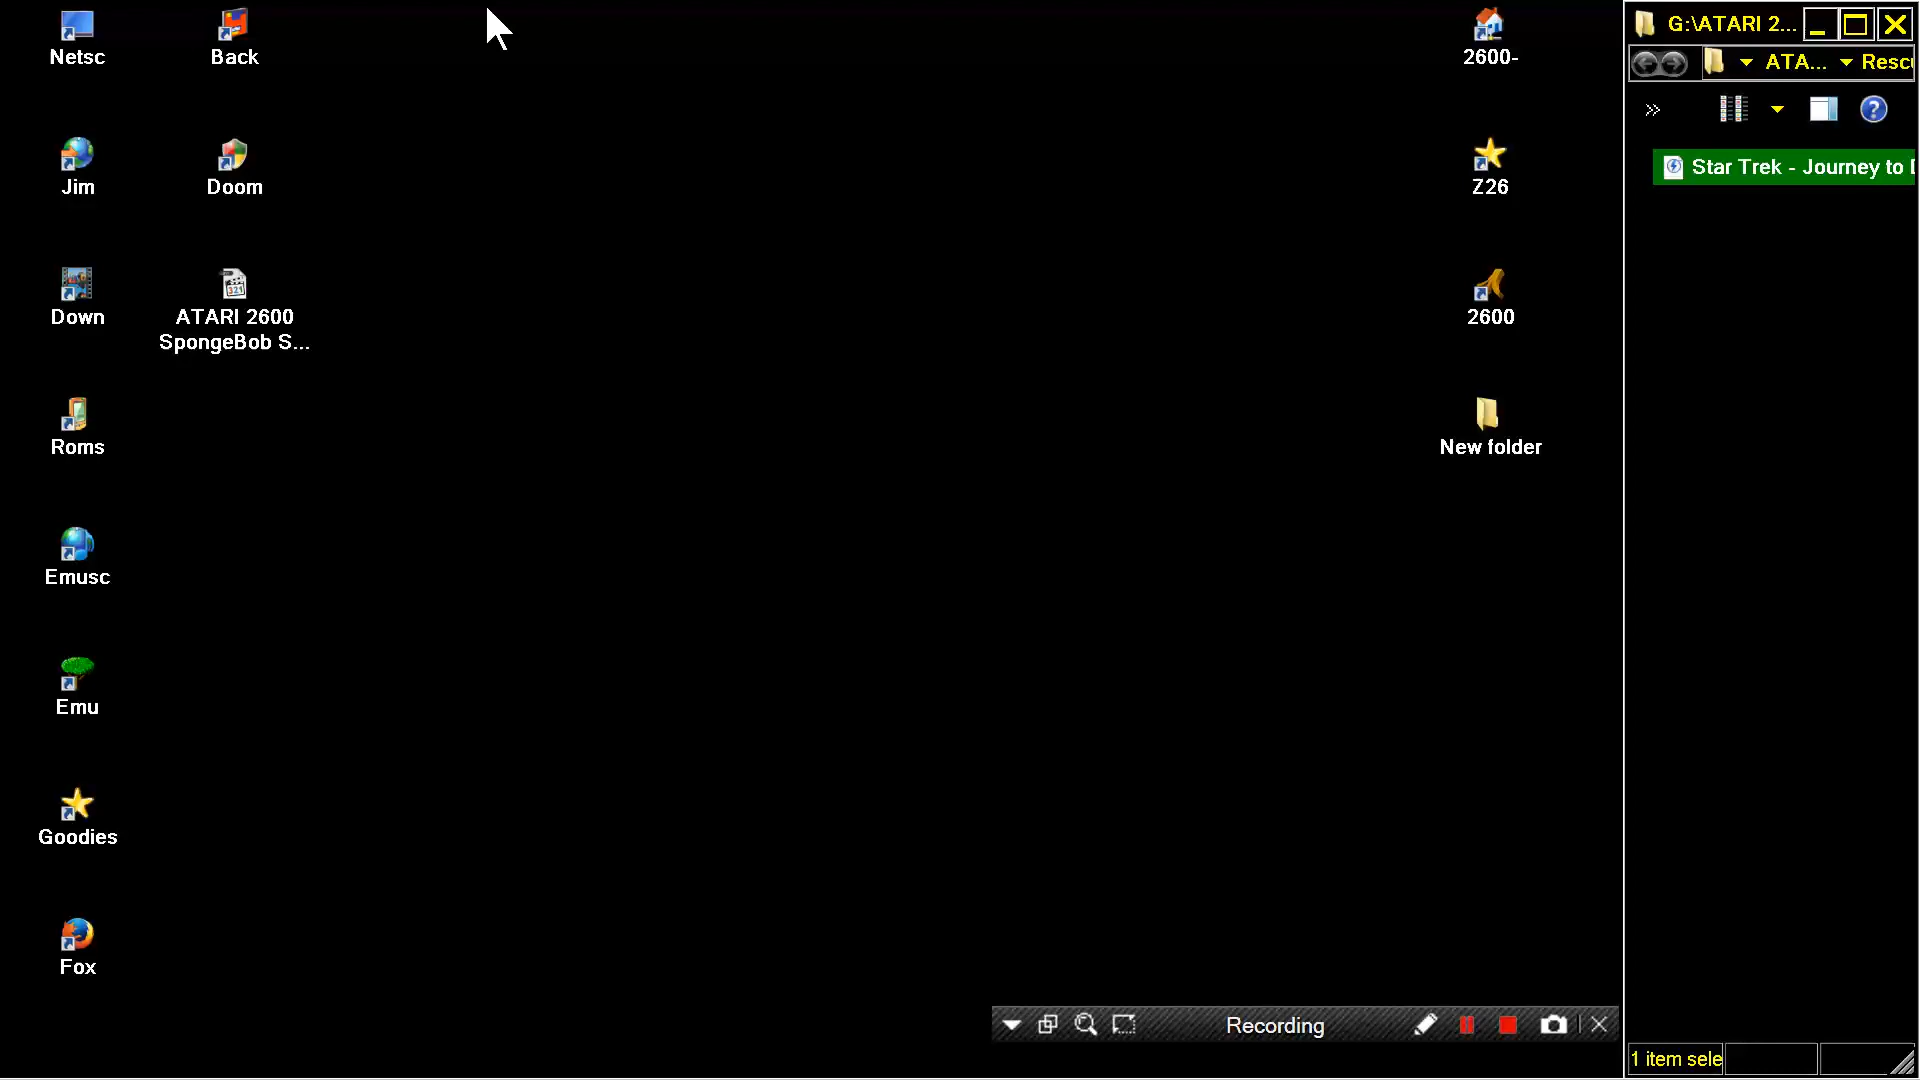 Netsc
Back
2600-
Jim
Doom
Z26
Down
ATARI 2600
SpongeBob S...
2600
Roms
New folder
Emusc
Emu
Goodies
Fox
Recording
G:\ATARI 2...
ATA...
Star Trek - Journey to
1 item sele